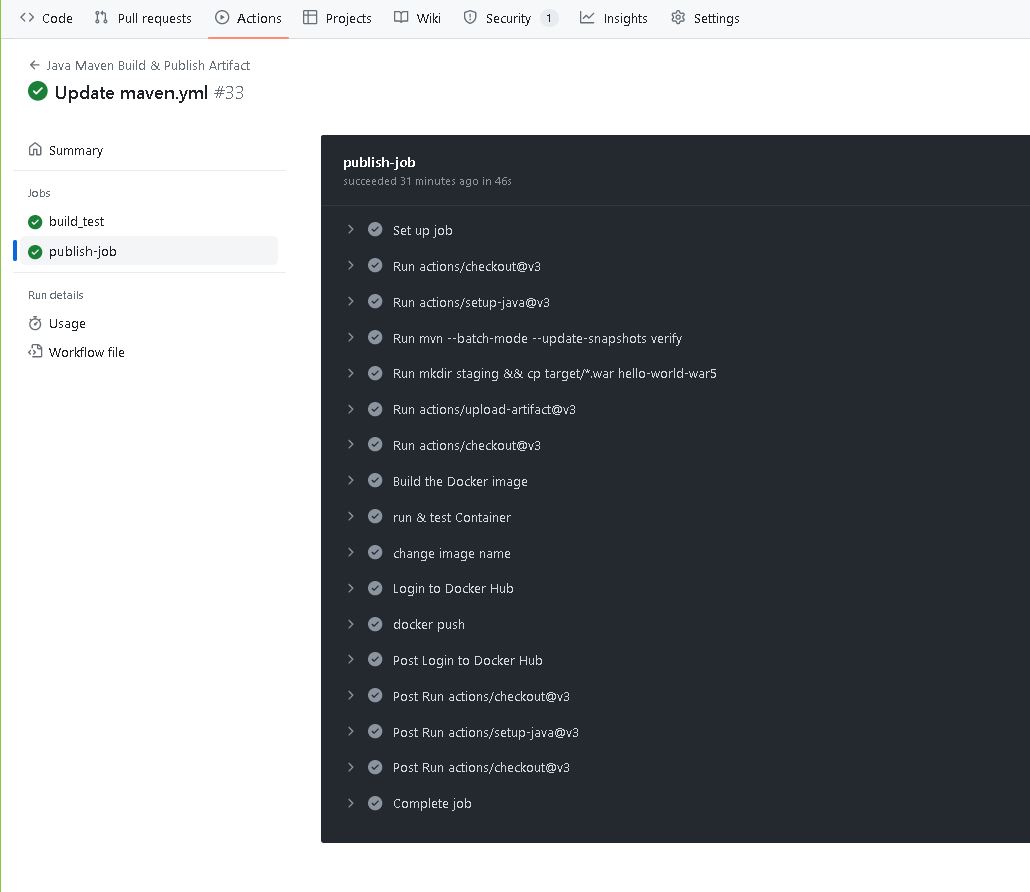 Code Pull requests Actions Projects Wiki Security 1 Insights Settings
Java Maven Build & Publish Artifact
Update maven.yml #33
Summary
Jobs
build_test
publish-job
Run details
Usage
Workflow file
publish-job
succeeded 31 minutes ago in 46s
Set up job
Run actions/checkout@v3
Run actions/setup-java@v3
Run mvn --batch-mode --update-snapshots verify
Run mkdir staging && cp target/*.war hello-world-war5
Run actions/upload-artifact@v3
Run actions/checkout@v3
Build the Docker image
run & test Container
change image name
Login to Docker Hub
docker push
Post Login to Docker Hub
Post Run actions/checkout@v3
Post Run actions/setup-java@v3
Post Run actions/checkout@v3
Complete job